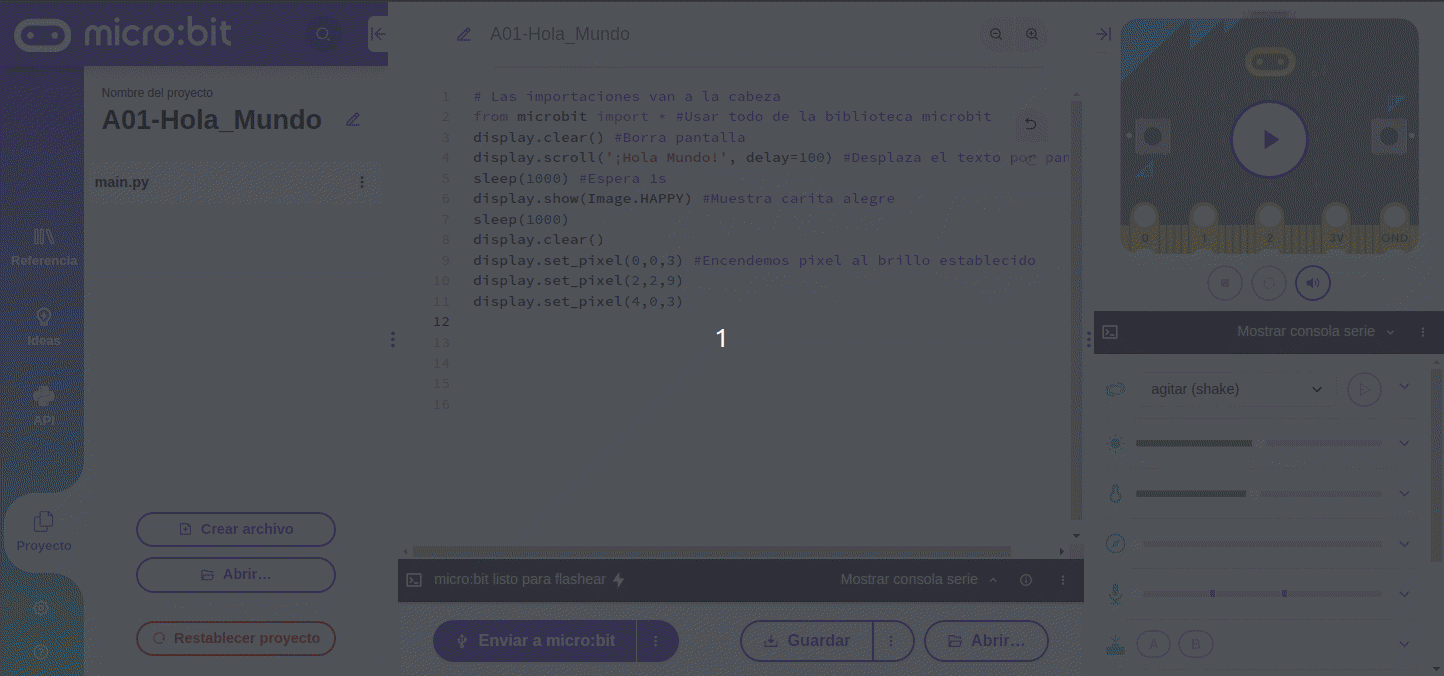 micro:bit
A01-Hola_Mundo
Nombre del proyecto
A01-Hola_Mundo
main.py
Referencia
Ideas
API
Proyecto
Crear archivo
Abrir...
Restablecer proyecto
1 # Las importaciones van a la cabeza
2 from microbit import * #Usar todo de la biblioteca microbit
3 display.clear() #Borra pantalla
4 display.scroll('¡Hola Mundo!', delay=100) #Desplaza el texto por pan
5 sleep(1000) #Espera 1s
6 display.show(Image.HAPPY) #Muestra carita alegre
7 sleep(1000)
8 display.clear()
9 display.set_pixel(0,0,3) #Encendemos pixel al brillo establecido
10 display.set_pixel(2,2,9)
11 display.set_pixel(4,0,3)
12
13
14
15
16
1
micro:bit listo para flashear
Mostrar consola serie
Enviar a micro:bit
Guardar
Abrir...
0 1 2 3V GND
Mostrar consola serie
agitar (shake)
A B